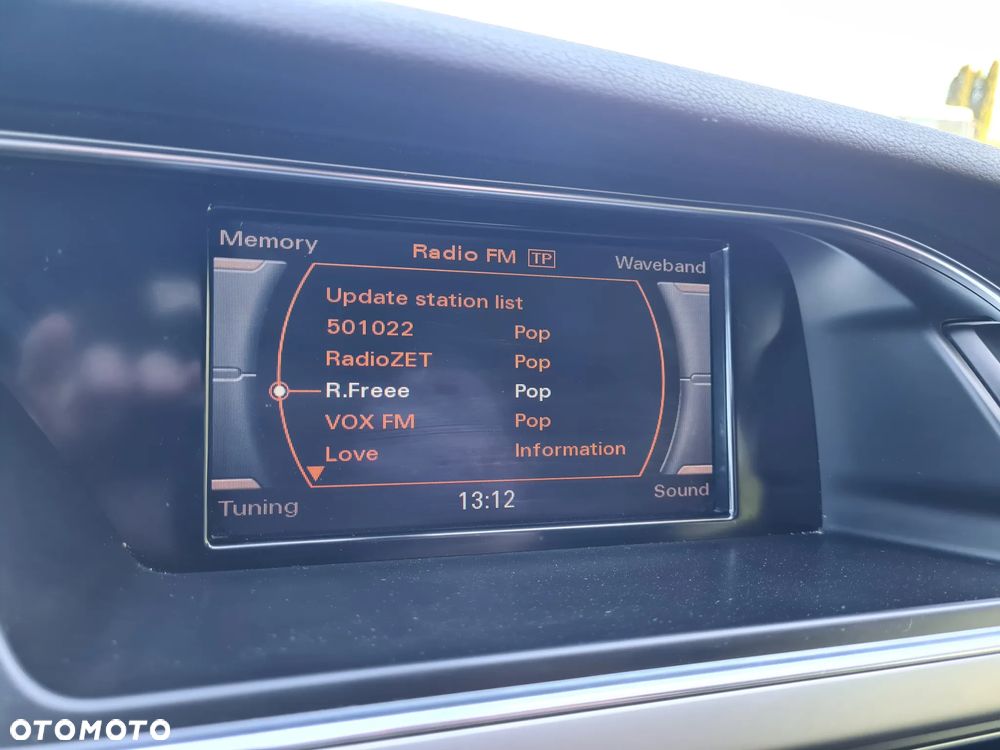 Memory
Radio FM TP
Waveband
Update station list
501022 Pop
RadioZET Pop
R.Freee Pop
VOX FM Pop
Love Information
Tuning
13:12
Sound
OTOMOTO